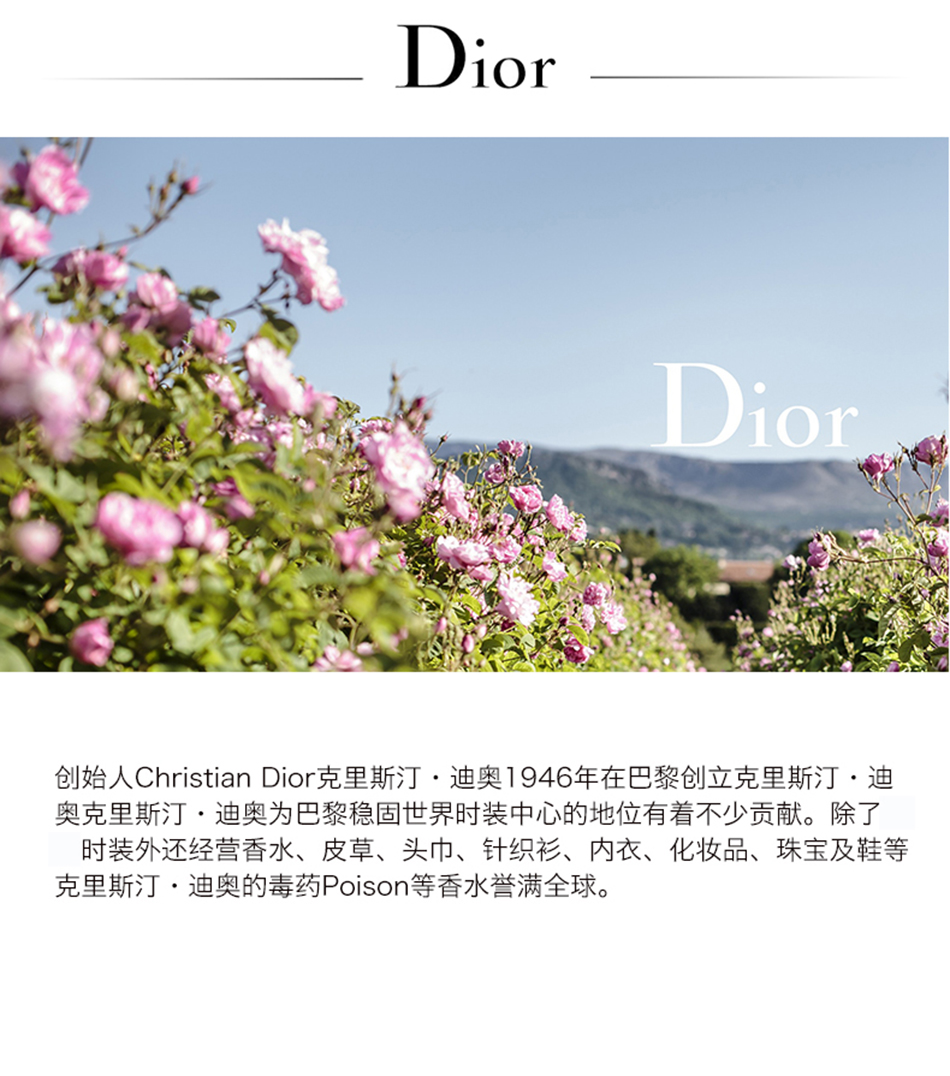 Dior
Dior
创始人Christian Dior克里斯汀・迪奥1946年在巴黎创立克里斯汀・迪
奥克里斯汀・迪奥为巴黎稳固世界时装中心的地位有着不少贡献。除了
时装外还经营香水、皮草、头巾、针织衫、内衣、化妆品、珠宝及鞋等
克里斯汀・迪奥的毒药Poison等香水誉满全球。